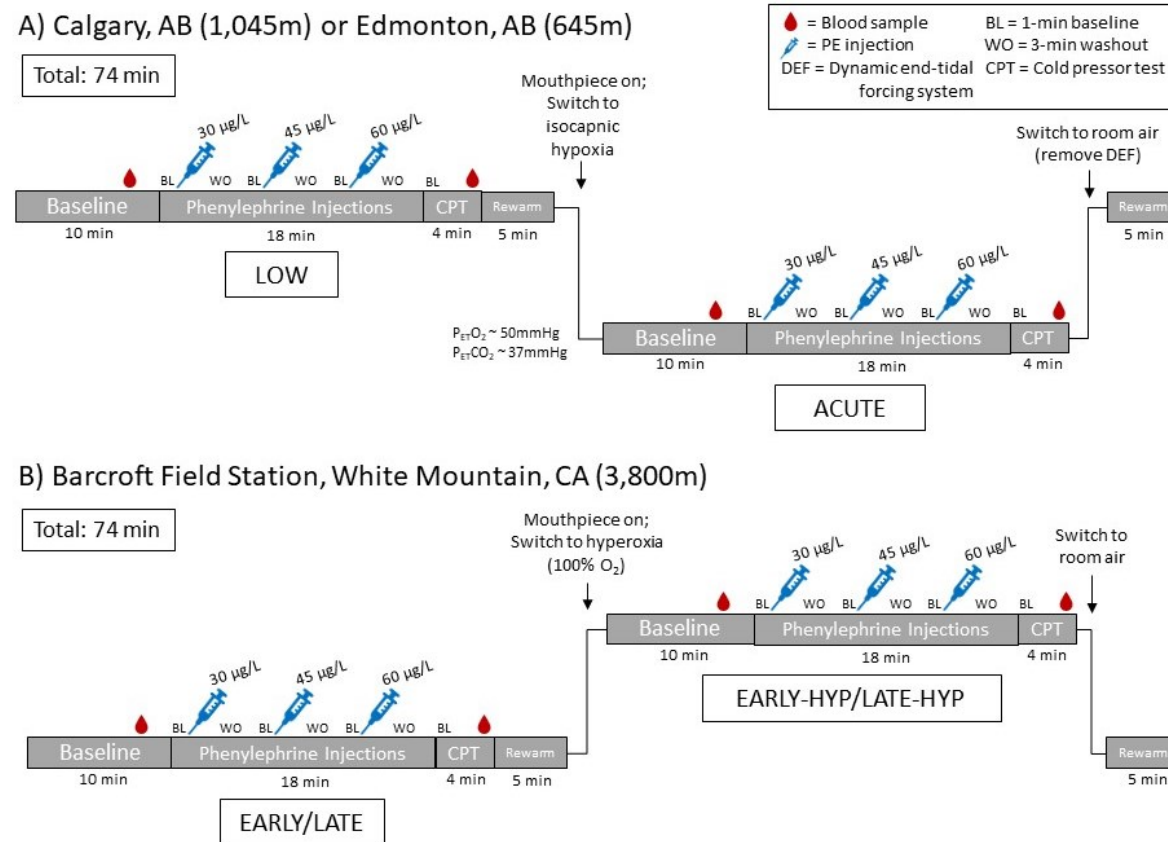 A) Calgary, AB (1,045m) or Edmonton, AB (645m)
Total: 74 min
= Blood sample
BL = 1-min baseline
= PE injection
WO = 3-min washout
DEF = Dynamic end-tidal
forcing system
CPT = Cold pressor test
Mouthpiece on;
Switch to
isocapnic
hypoxia
Switch to room air
(remove DEF)
30 µg/L
45 µg/L
60 µg/L
BL
WO
BL
WO
BL
WO
BL
Baseline
Phenylephrine Injections
CPT
Rewarm
10 min
18 min
4 min
5 min
LOW
Rewarm
5 min
PETO2 ~ 50mmHg
PETCO2 ~ 37mmHg
30 µg/L
45 µg/L
60 µg/L
BL
WO
BL
WO
BL
WO
BL
Baseline
Phenylephrine Injections
CPT
10 min
18 min
4 min
ACUTE
B) Barcroft Field Station, White Mountain, CA (3,800m)
Total: 74 min
Mouthpiece on;
Switch to hyperoxia
(100% O2)
Switch to
room air
30 µg/L
45 µg/L
60 µg/L
BL
WO
BL
WO
BL
WO
BL
Baseline
Phenylephrine Injections
CPT
10 min
18 min
4 min
EARLY-HYP/LATE-HYP
30 µg/L
45 µg/L
60 µg/L
BL
WO
BL
WO
BL
WO
BL
Baseline
Phenylephrine Injections
CPT
Rewarm
10 min
18 min
4 min
5 min
EARLY/LATE
Rewarm
5 min